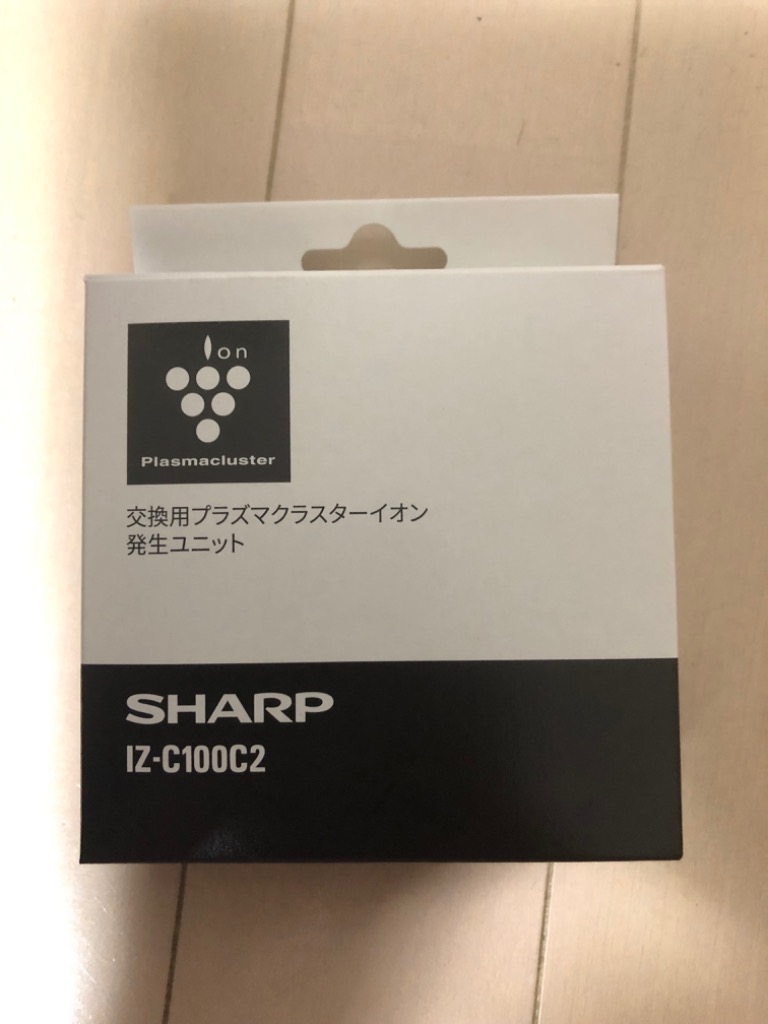 Ion
Plasmacluster
交換用プラズマクラスターイオン
発生ユニット
SHARP
IZ-C100C2